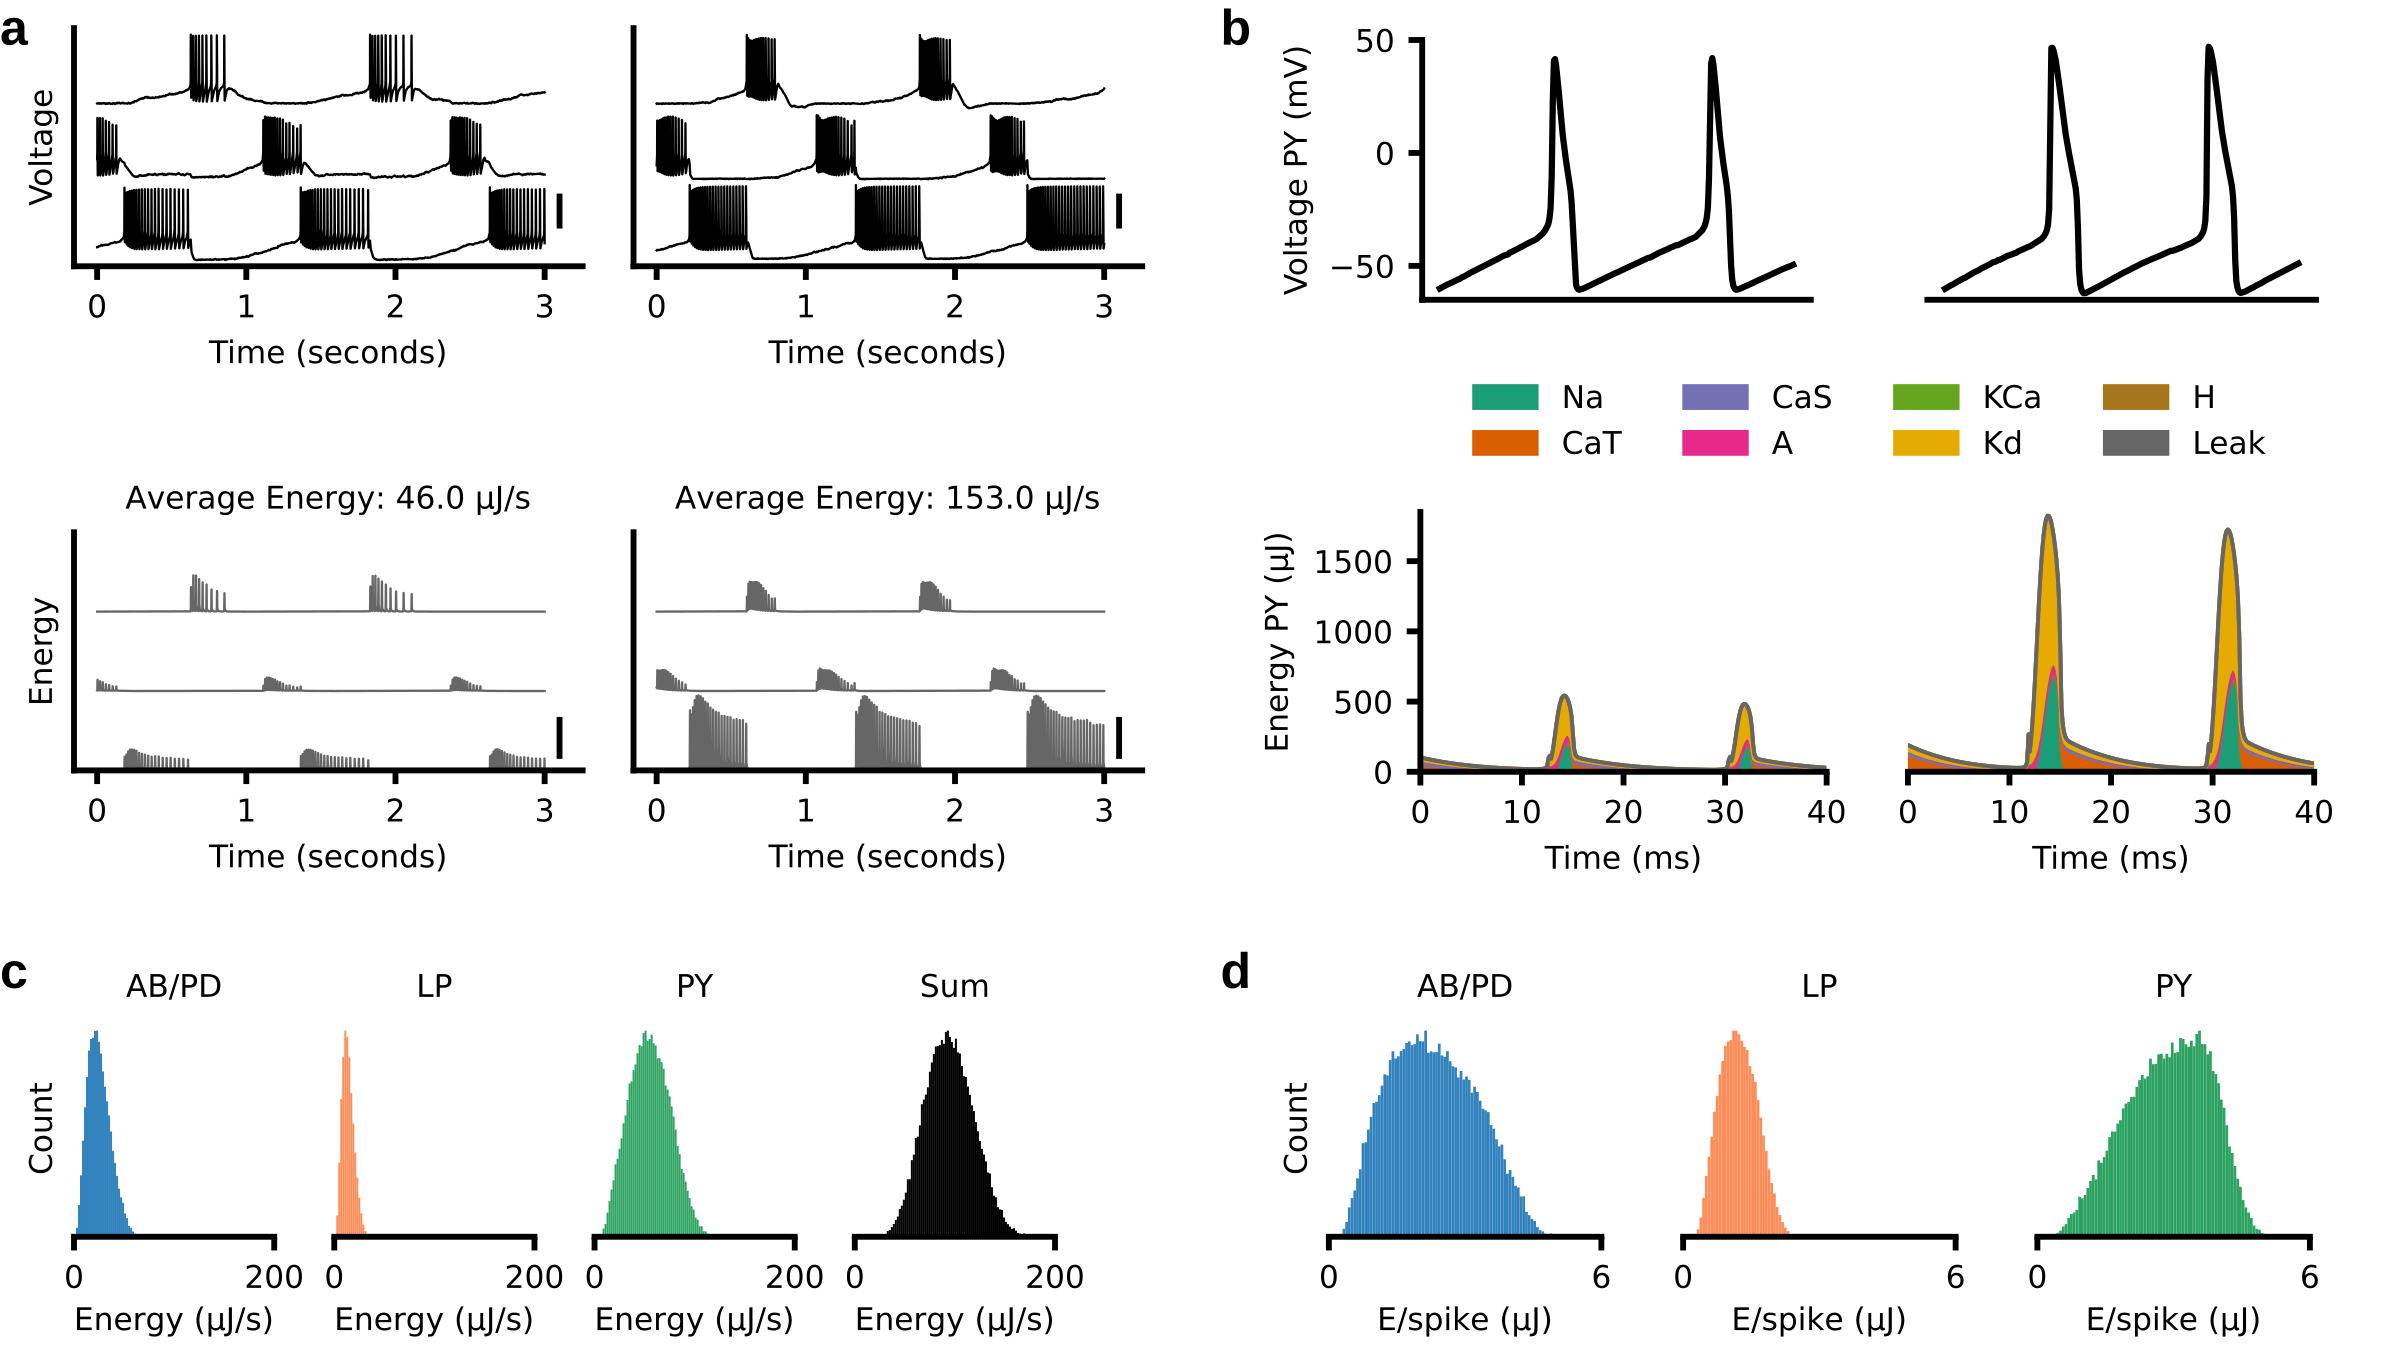 a
Voltage
0 1 2 3
Time (seconds)
0 1 2 3
Time (seconds)
Average Energy: 46.0 μJ/s
Average Energy: 153.0 μJ/s
Energy
0 1 2 3
Time (seconds)
0 1 2 3
Time (seconds)
b
Voltage PY (mV)
50
0
−50
Na CaS KCa H
CaT A Kd Leak
Energy PY (μJ)
1500
1000
500
0
0 10 20 30 40
Time (ms)
0 10 20 30 40
Time (ms)
c
AB/PD LP PY Sum
Count
0 200 0 200 0 200 0 200
Energy (μJ/s) Energy (μJ/s) Energy (μJ/s) Energy (μJ/s)
d
AB/PD LP PY
Count
0 6 0 6 0 6
E/spike (μJ) E/spike (μJ) E/spike (μJ)